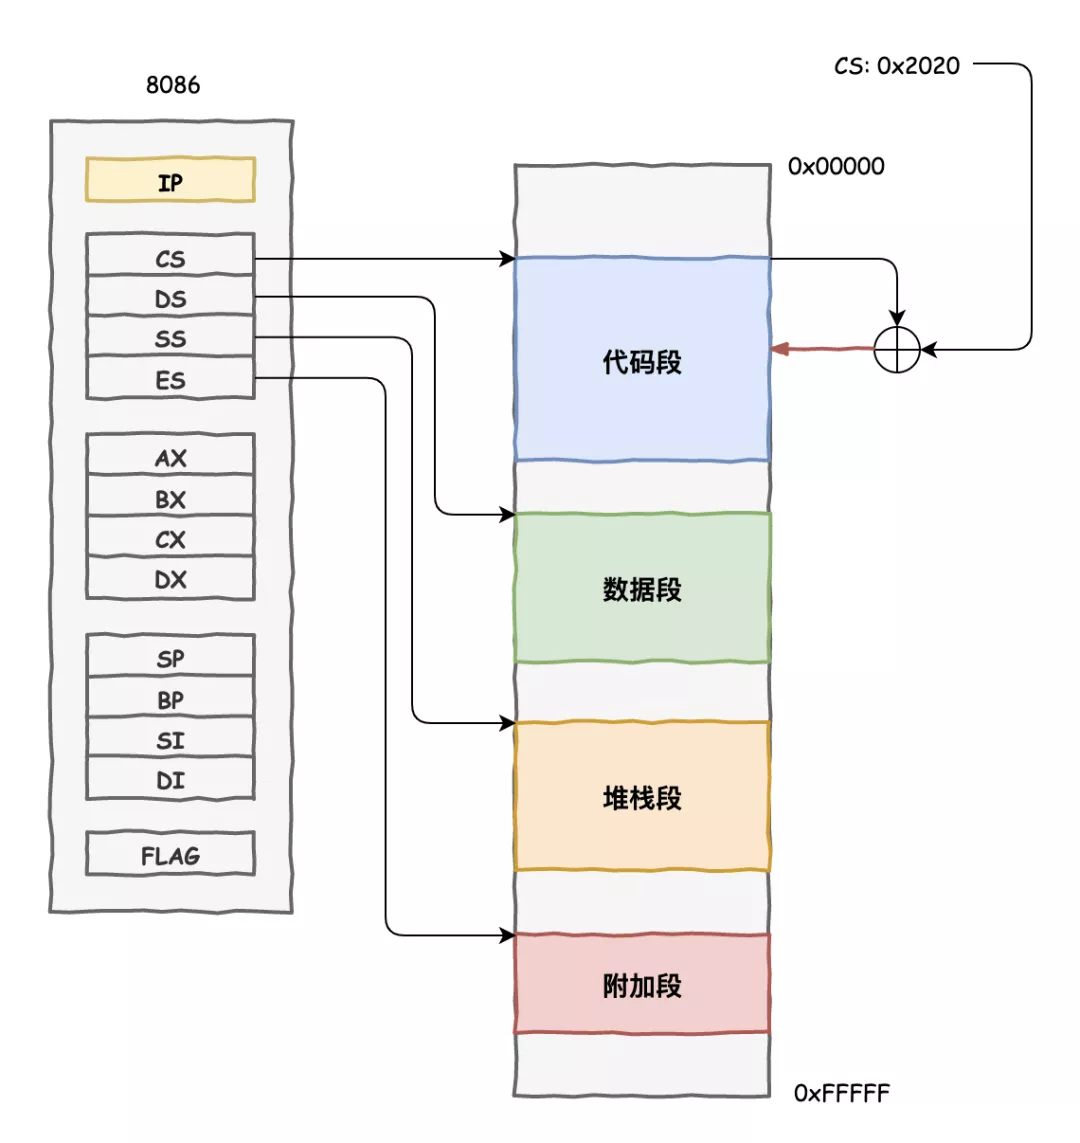 8086
IP
CS
DS
SS
ES
AX
BX
CX
DX
SP
BP
SI
DI
FLAG
CS: 0x2020
0x00000
代码段
数据段
堆栈段
附加段
0xFFFFF